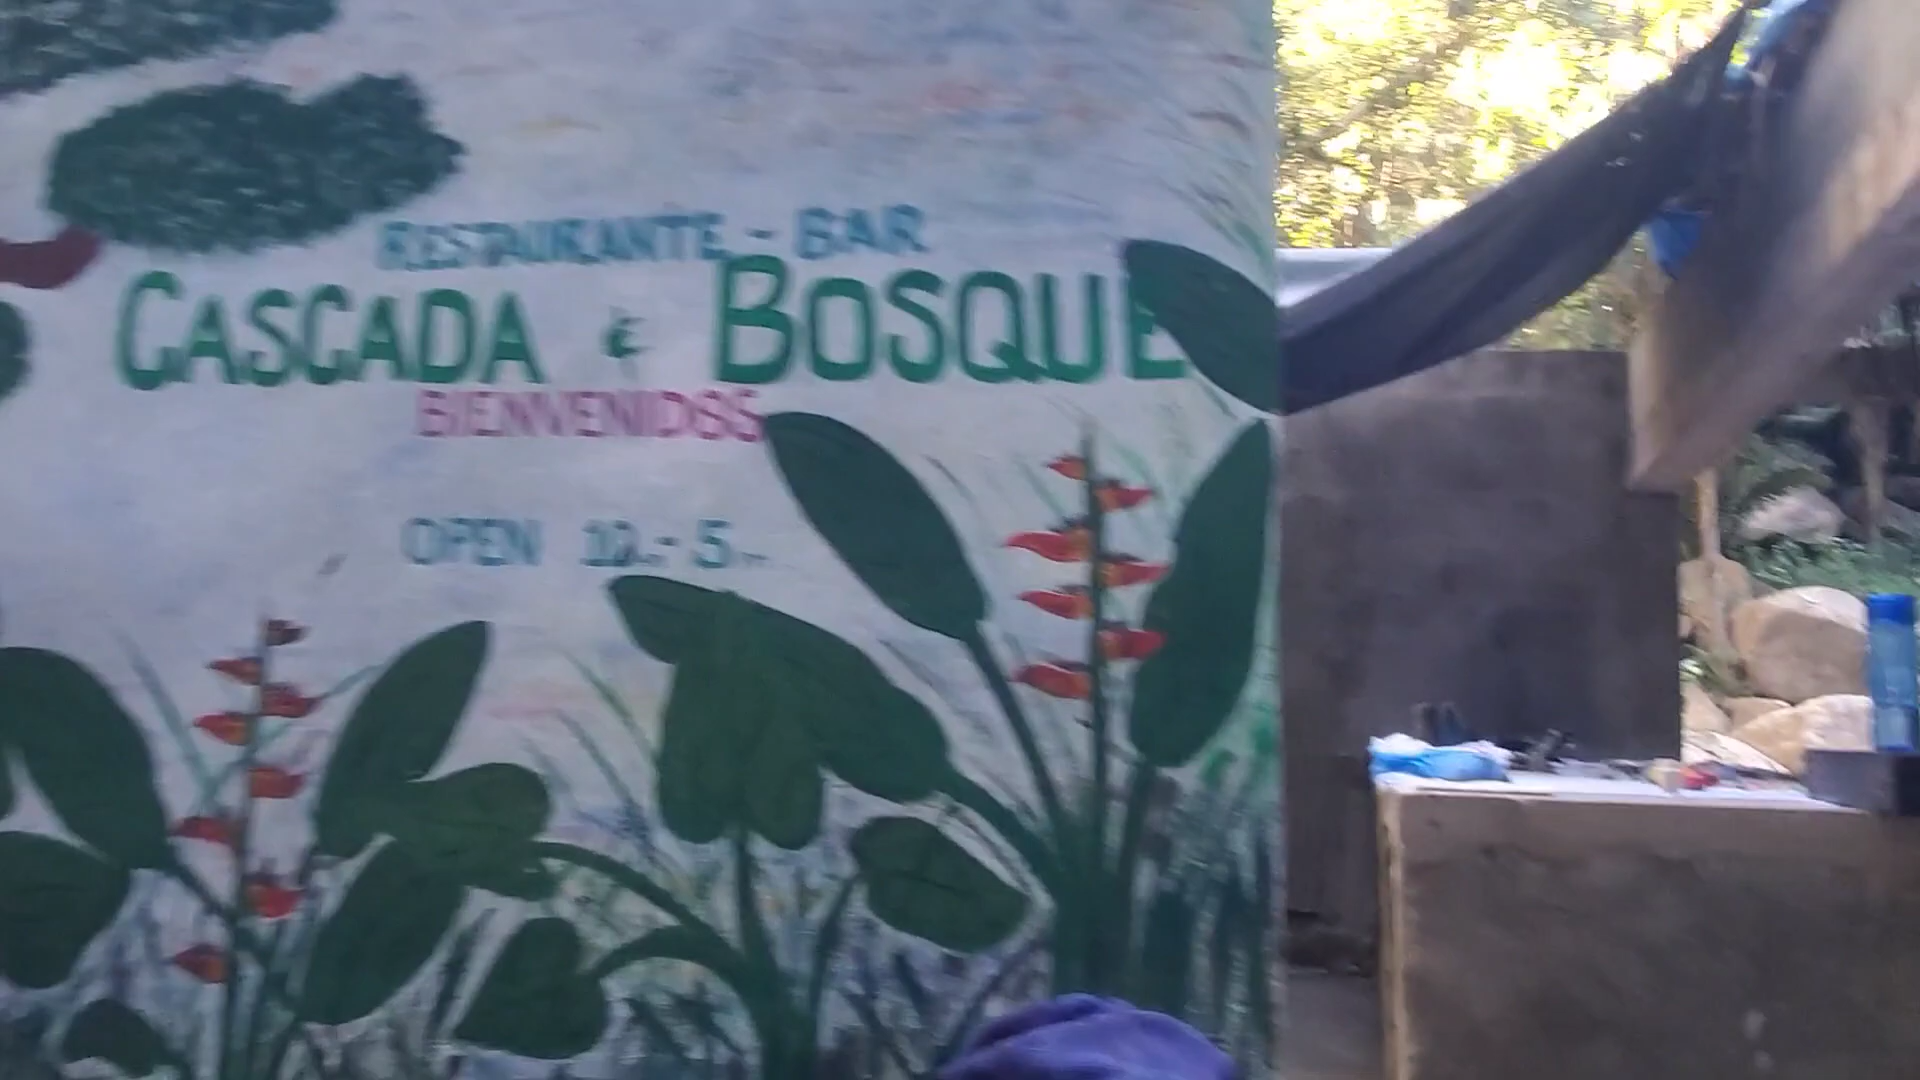 RESTAURANTE - BAR
CASCADA & BOSQUE
BIENVENIDOS
OPEN 10 - 5